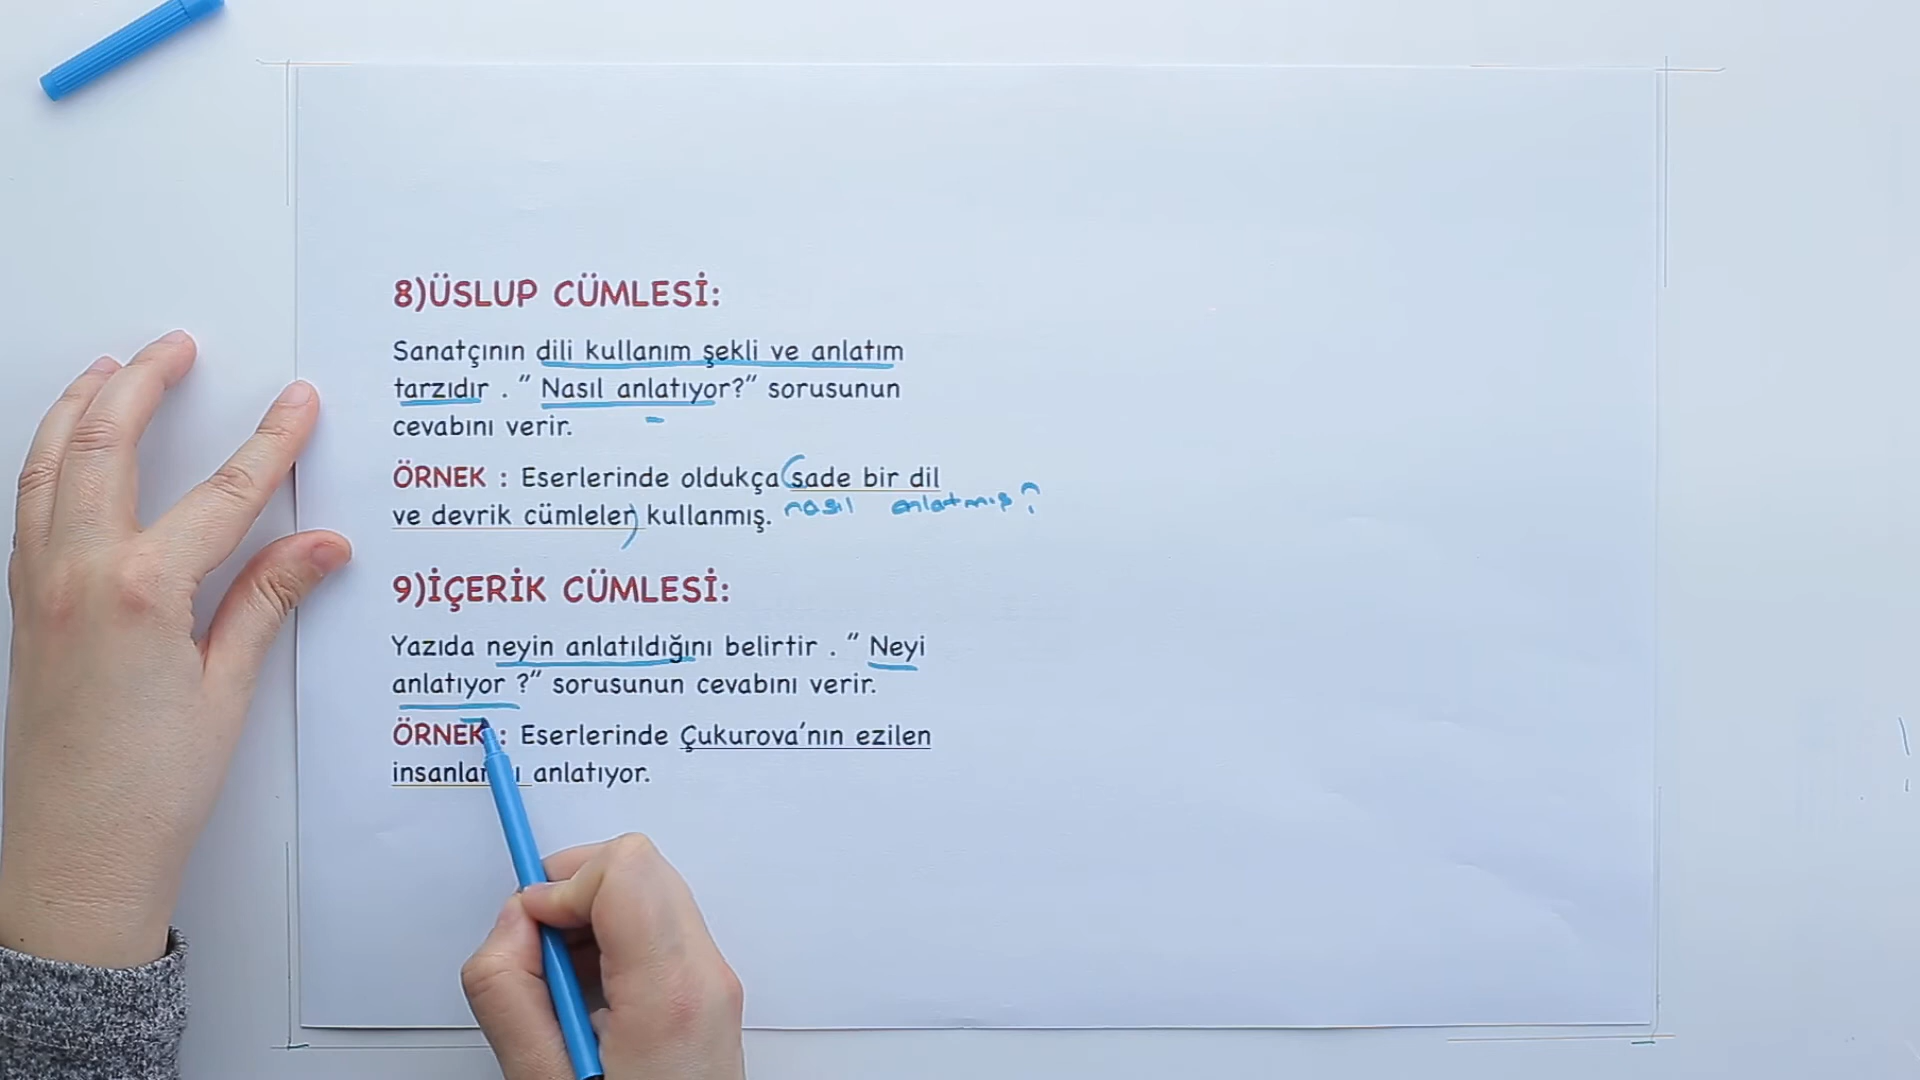 8)ÜSLUP CÜMLESİ:
Sanatçının dili kullanım şekli ve anlatım
tarzıdır . " Nasıl anlatıyor?" sorusunun
cevabını verir.
ÖRNEK : Eserlerinde oldukça (sade bir dil
ve devrik cümleler) kullanmış. nasıl anlatmış?
9)İÇERİK CÜMLESİ:
Yazıda neyin anlatıldığını belirtir . " Neyi
anlatıyor ?" sorusunun cevabını verir.
ÖRNEK : Eserlerinde Çukurova'nın ezilen
insanlarını anlatıyor.